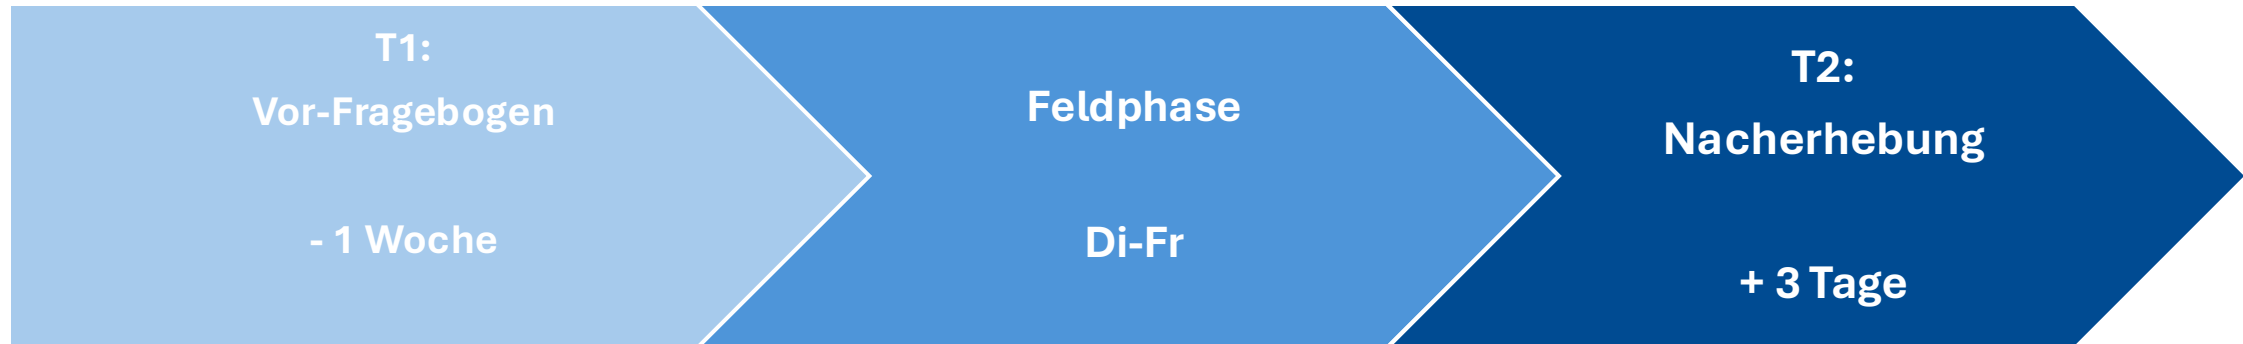 T1:
Vor-Fragebogen
- 1 Woche
Feldphase
Di-Fr
T2:
Nacherhebung
+ 3 Tage